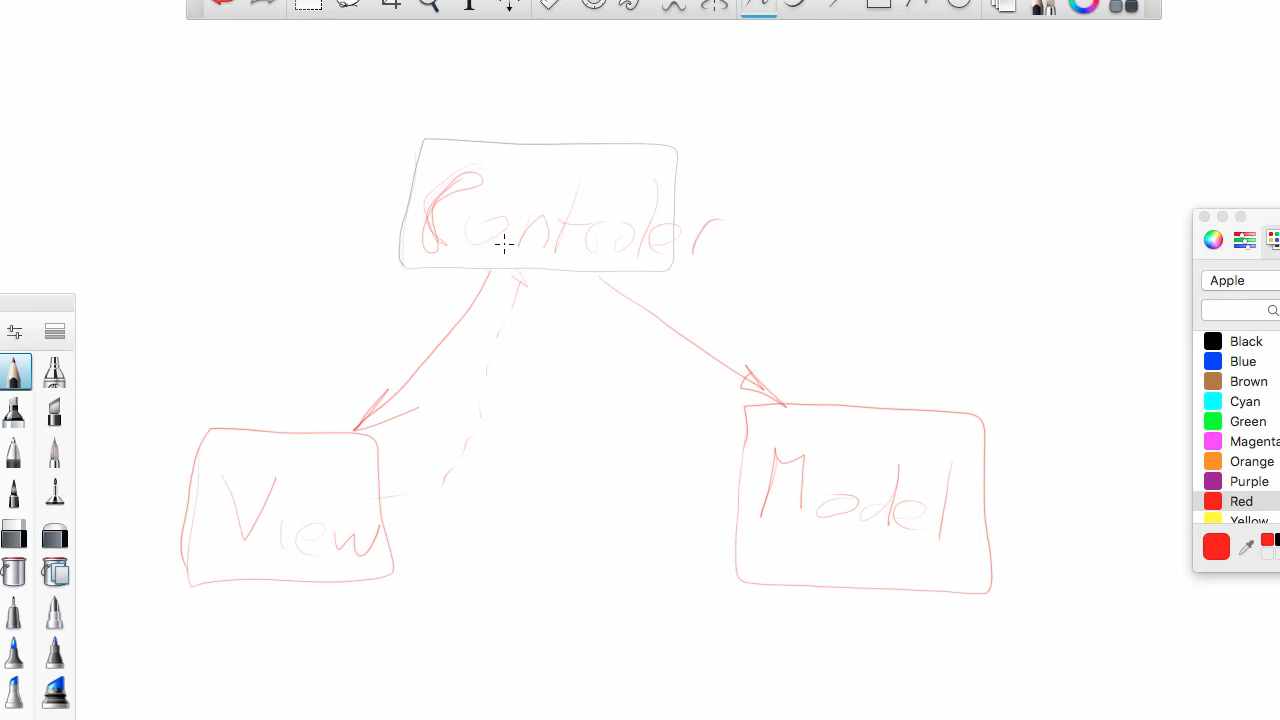 Controler
View
Model
Apple
Black
Blue
Brown
Cyan
Green
Magenta
Orange
Purple
Red
Yellow